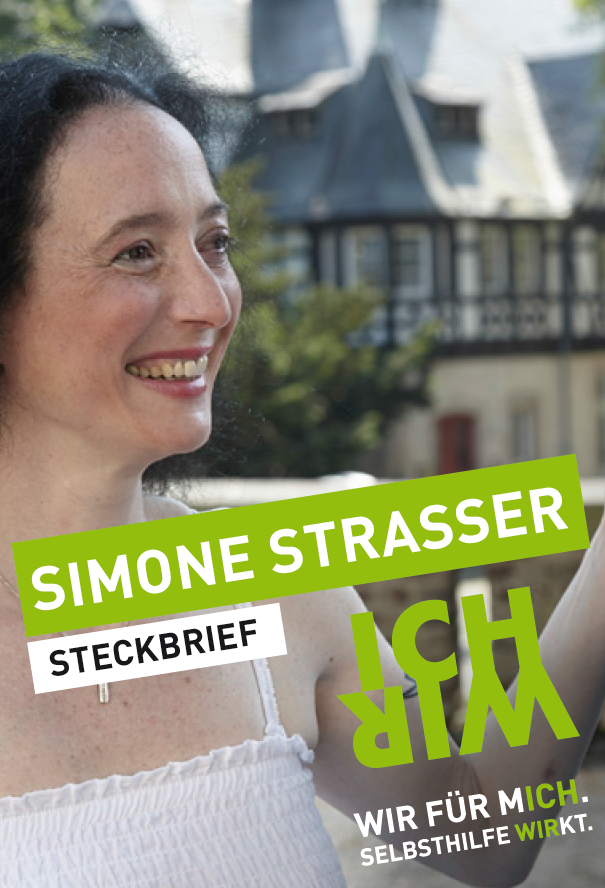 SIMONE STRASSER
STECKBRIEF
ICH
WIR
WIR FÜR MICH.
SELBSTHILFE WIRKT.